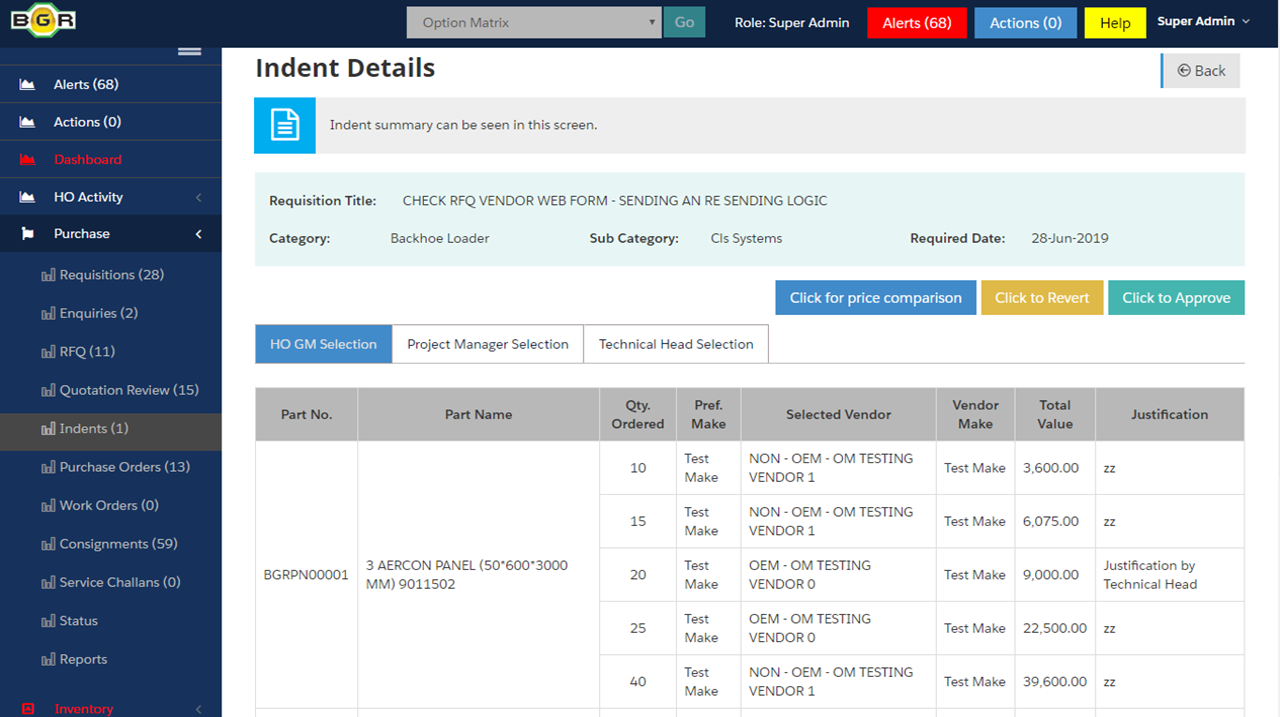 BGR
Option Matrix
Go
Role: Super Admin
Alerts (68)
Actions (0)
Help
Super Admin
Alerts (68)
Actions (0)
Dashboard
HO Activity
Purchase
Requisitions (28)
Enquiries (2)
RFQ (11)
Quotation Review (15)
Indents (1)
Purchase Orders (13)
Work Orders (0)
Consignments (59)
Service Challans (0)
Status
Reports
Inventory
Indent Details
Back
Indent summary can be seen in this screen.
Requisition Title: CHECK RFQ VENDOR WEB FORM - SENDING AN RE SENDING LOGIC
Category: Backhoe Loader Sub Category: Cls Systems Required Date: 28-Jun-2019
Click for price comparison
Click to Revert
Click to Approve
HO GM Selection
Project Manager Selection
Technical Head Selection
Part No.
Part Name
Qty.
Ordered
Pref.
Make
Selected Vendor
Vendor
Make
Total
Value
Justification
BGRPN00001
3 AERCON PANEL (50*600*3000
MM) 9011502
10
Test
Make
NON - OEM - OM TESTING
VENDOR 1
Test Make
3,600.00
zz
15
Test
Make
NON - OEM - OM TESTING
VENDOR 1
Test Make
6,075.00
zz
20
Test
Make
OEM - OM TESTING
VENDOR 0
Test Make
9,000.00
Justification by
Technical Head
25
Test
Make
OEM - OM TESTING
VENDOR 0
Test Make
22,500.00
zz
40
Test
Make
NON - OEM - OM TESTING
VENDOR 1
Test Make
39,600.00
zz